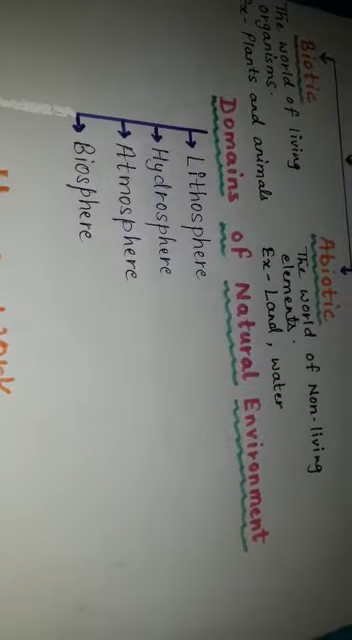 Biotic
The world of living
organisms.
Ex- Plants and animals
Abiotic
The world of Non-living
elements.
Ex- Land, water
Domains of Natural Environment
Lithosphere
Hydrosphere
Atmosphere
Biosphere